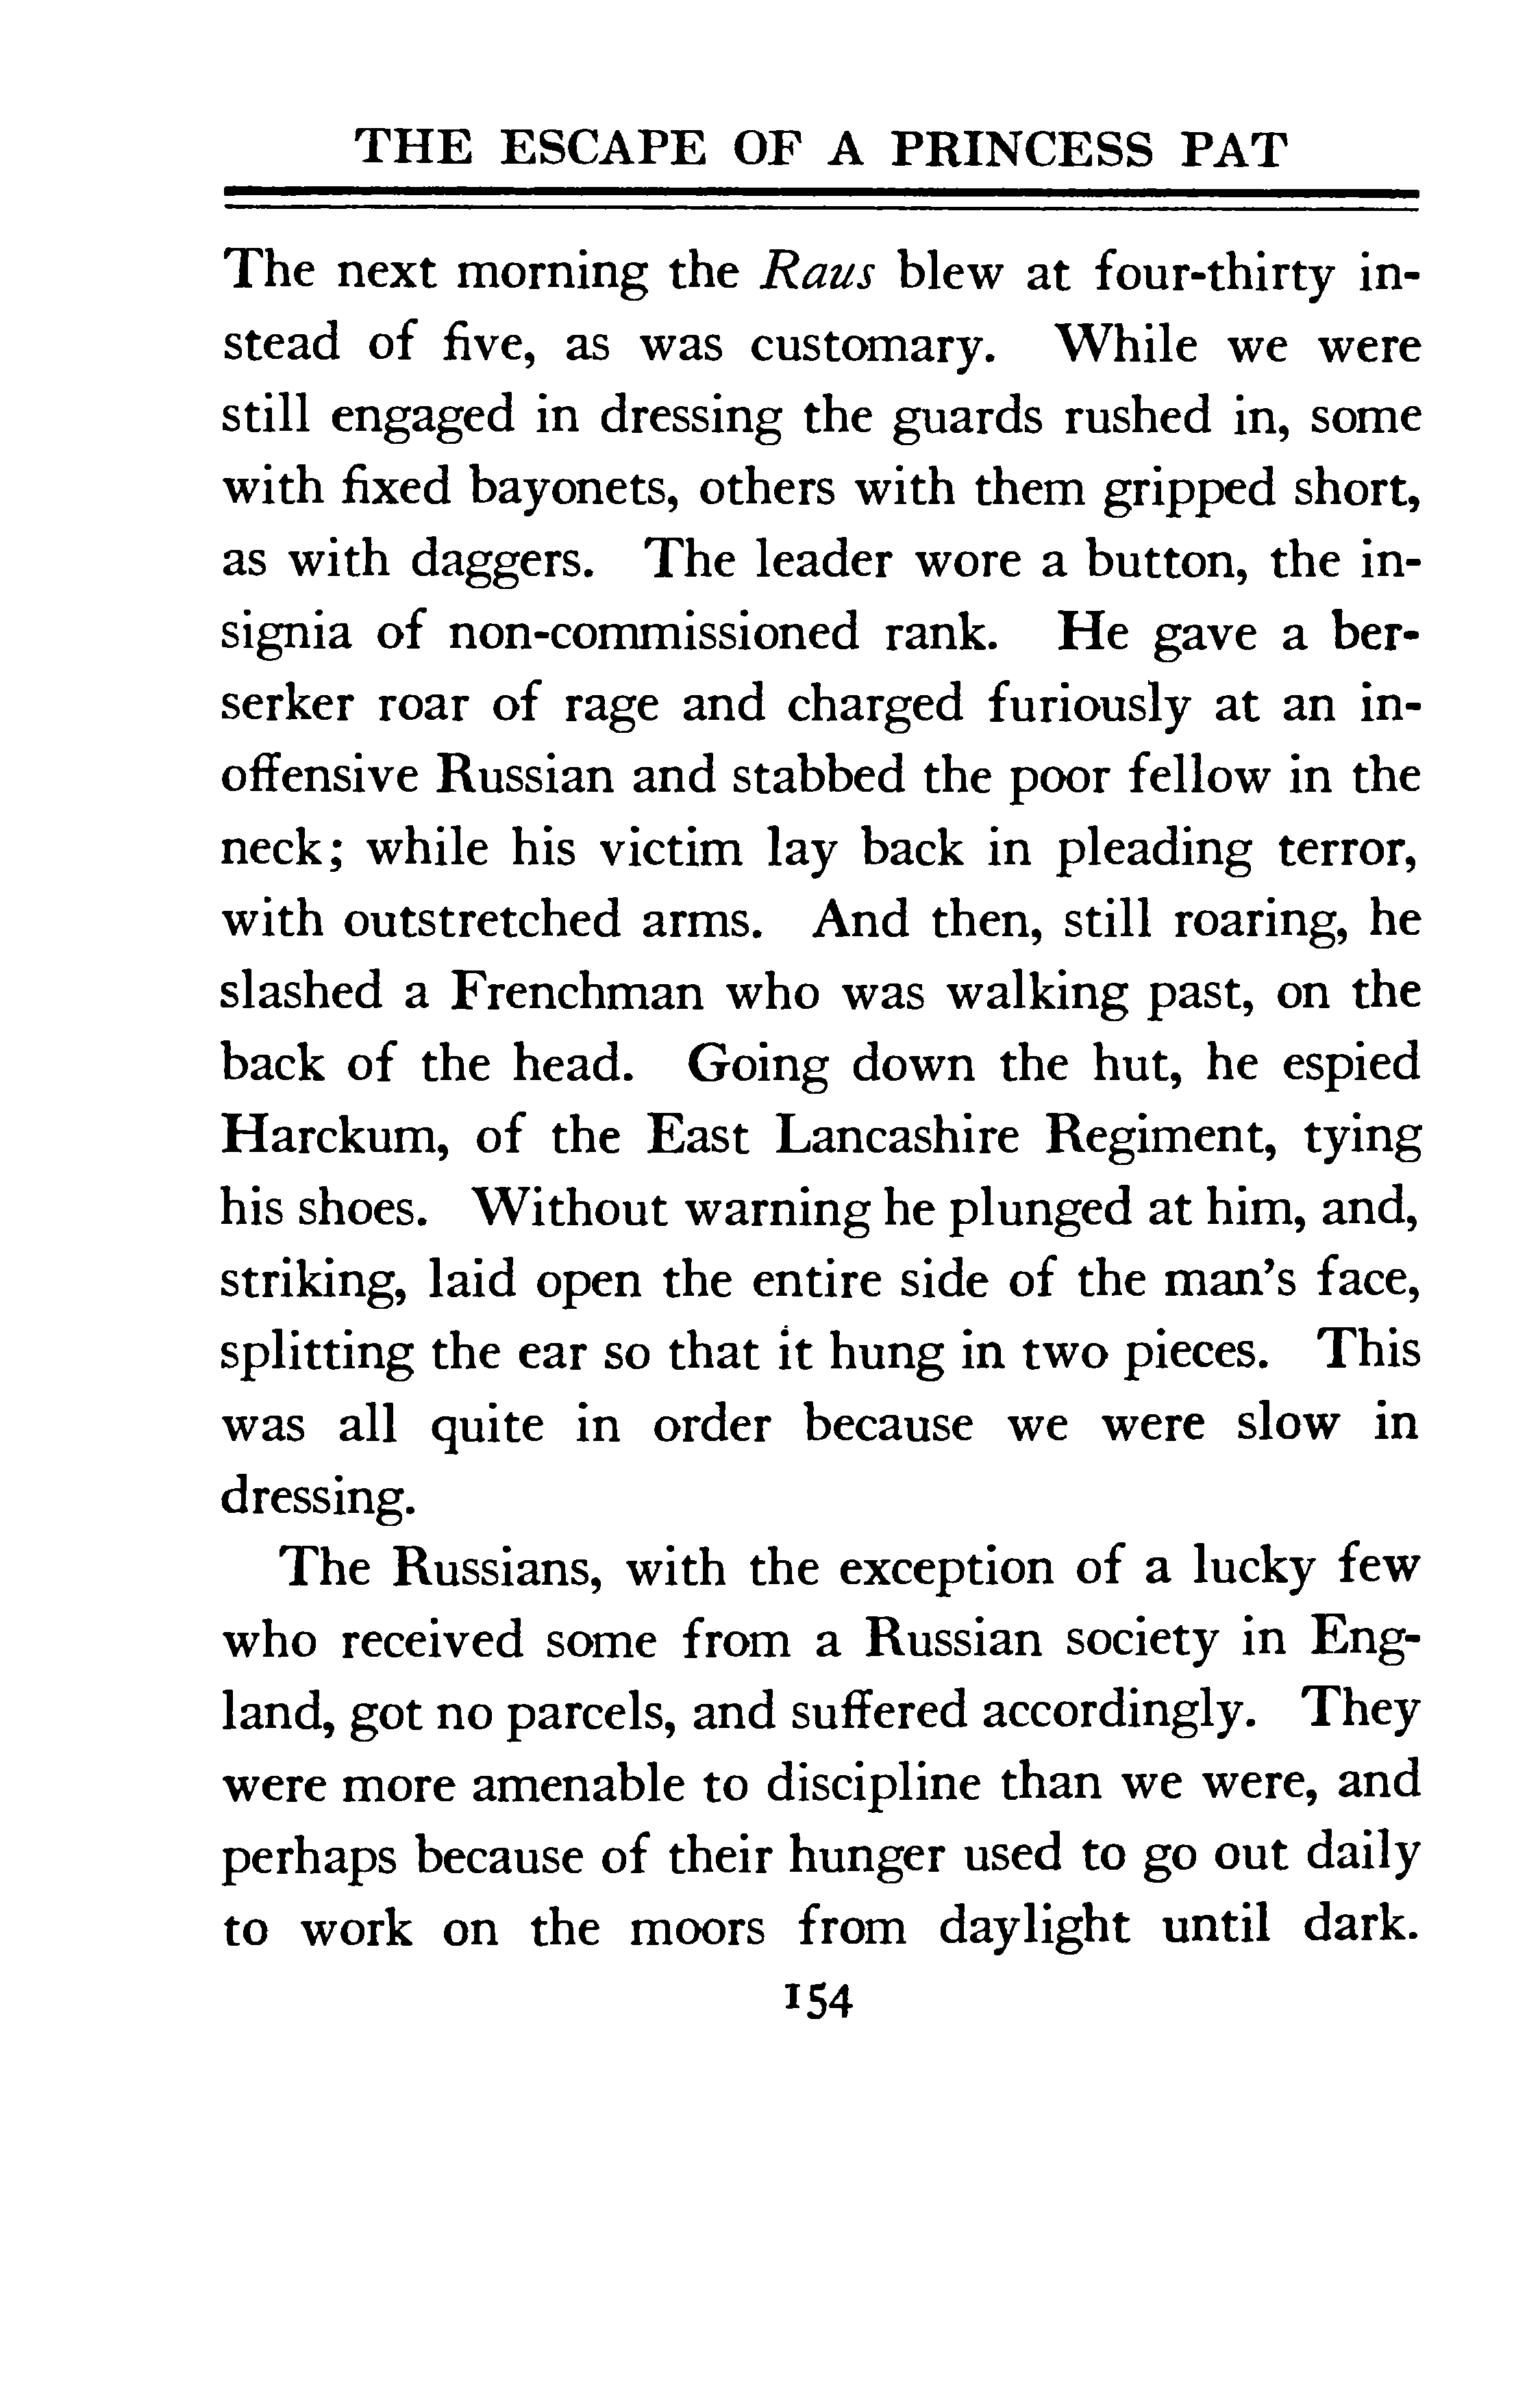 THE ESCAPE OF A PRINCESS PAT
The next morning the Raus blew at four-thirty in-
stead of five, as was customary. While we were
still engaged in dressing the guards rushed in, some
with fixed bayonets, others with them gripped short,
as with daggers. The leader wore a button, the in-
signia of non-commissioned rank. He gave a ber-
serker roar of rage and charged furiously at an in-
offensive Russian and stabbed the poor fellow in the
neck; while his victim lay back in pleading terror,
with outstretched arms. And then, still roaring, he
slashed a Frenchman who was walking past, on the
back of the head. Going down the hut, he espied
Harckum, of the East Lancashire Regiment, tying
his shoes. Without warning he plunged at him, and,
striking, laid open the entire side of the man's face,
splitting the ear so that it hung in two pieces. This
was all quite in order because we were slow in
dressing.
The Russians, with the exception of a lucky few
who received some from a Russian society in Eng-
land, got no parcels, and suffered accordingly. They
were more amenable to discipline than we were, and
perhaps because of their hunger used to go out daily
to work on the moors from daylight until dark.
154